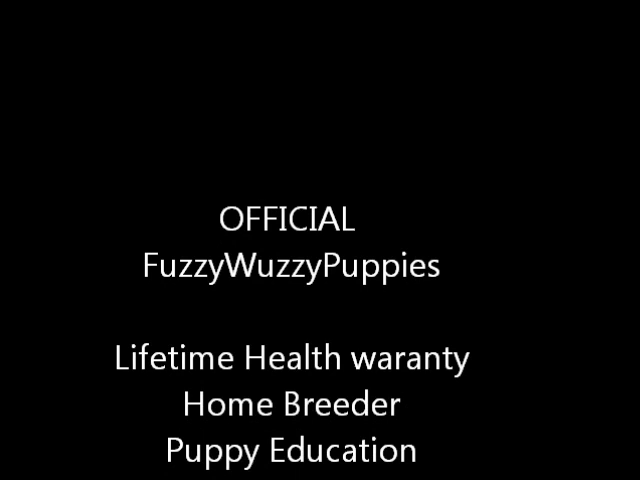 OFFICIAL
FuzzyWuzzyPuppies
Lifetime Health waranty
Home Breeder
Puppy Education